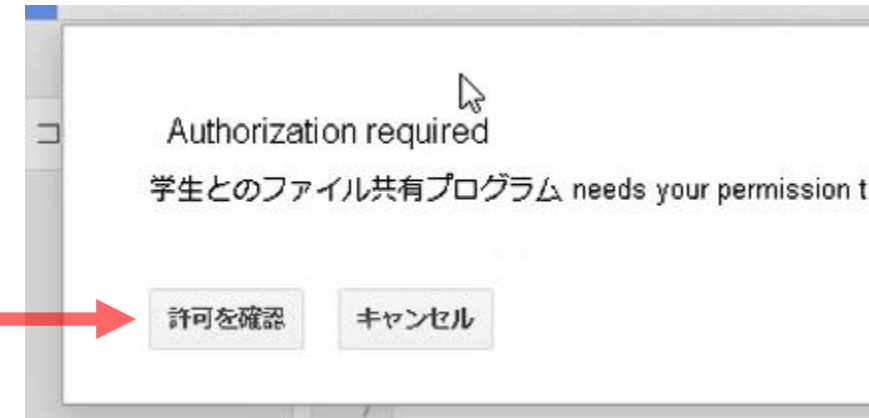 コ
Authorization required
学生とのファイル共有プログラム needs your permission t
許可を確認 キャンセル